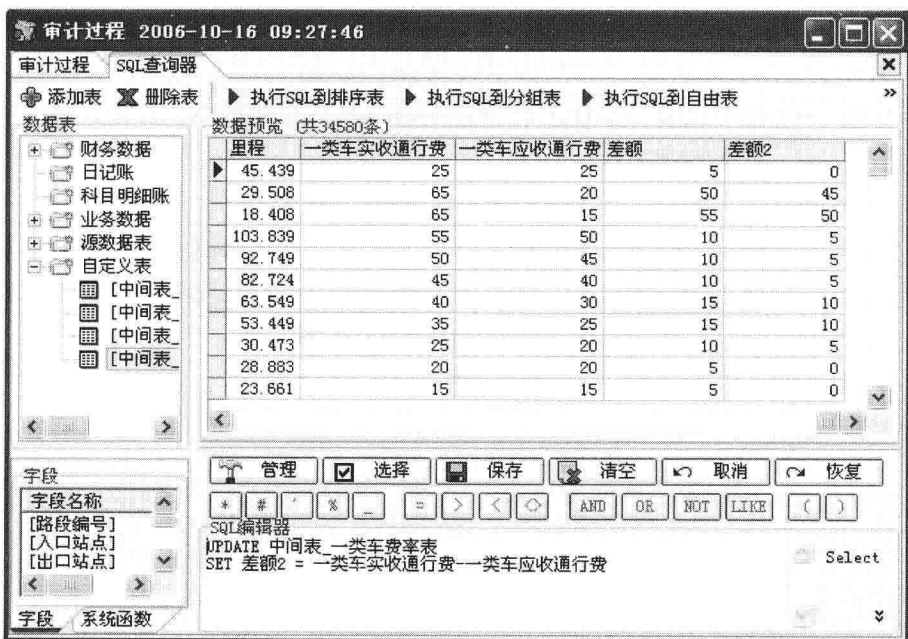 审计过程 2006-10-16 09:27:46
审计过程 SQL查询器
添加表 删除表 执行SQL到排序表 执行SQL到分组表 执行SQL到自由表
数据表
财务数据
日记账
科目明细账
业务数据
源数据表
自定义表
[中间表_
[中间表_
[中间表_
[中间表_
数据预览 (共34580条)
里程 一类车实收通行费 一类车应收通行费 差额 差额2
45.439 25 25 5 0
29.508 65 20 50 45
18.408 65 15 55 50
103.839 55 50 10 5
92.749 50 45 10 5
82.724 45 40 10 5
63.549 40 30 15 10
53.449 35 25 15 10
30.473 25 20 10 5
28.883 20 20 5 0
23.661 15 15 5 0
字段
字段名称
[路段编号]
[入口站点]
[出口站点]
字段 系统函数
管理 选择 保存 清空 取消 恢复
* # ' % _ = > < <> AND OR NOT LIKE ( )
SQL编辑器
UPDATE 中间表_一类车费率表
SET 差额2 = 一类车实收通行费-一类车应收通行费
Select